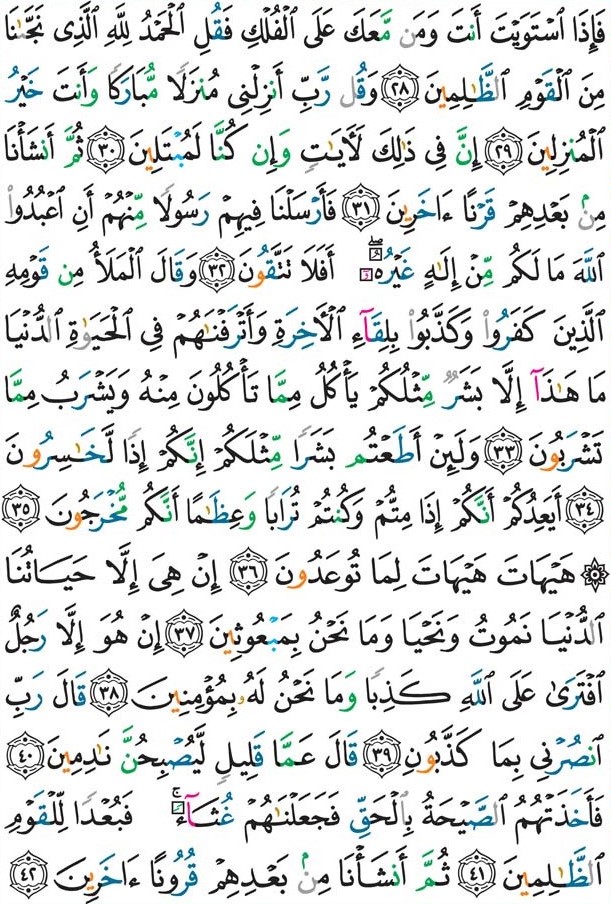 فَإِذَا ٱسْتَوَيْتَ أَنتَ وَمَن مَّعَكَ عَلَى ٱلْفُلْكِ فَقُلِ ٱلْحَمْدُ لِلَّهِ ٱلَّذِى نَجَّىٰنَا
مِنَ ٱلْقَوْمِ ٱلظَّـٰلِمِينَ ٢٨ وَقُل رَّبِّ أَنزِلْنِى مُنزَلًا مُّبَارَكًا وَأَنتَ خَيْرُ
ٱلْمُنزِلِينَ ٢٩ إِنَّ فِى ذَٰلِكَ لَـَٔايَـٰتٍ وَإِن كُنَّا لَمُبْتَلِينَ ٣٠ ثُمَّ أَنشَأْنَا
مِنۢ بَعْدِهِمْ قَرْنًا ءَاخَرِينَ ٣١ فَأَرْسَلْنَا فِيهِمْ رَسُولًا مِّنْهُمْ أَنِ ٱعْبُدُوا۟
ٱللَّهَ مَا لَكُم مِّنْ إِلَـٰهٍ غَيْرُهُۥٓ أَفَلَا تَتَّقُونَ ٣٢ وَقَالَ ٱلْمَلَأُ مِن قَوْمِهِ
ٱلَّذِينَ كَفَرُوا۟ وَكَذَّبُوا۟ بِلِقَآءِ ٱلْـَٔاخِرَةِ وَأَتْرَفْنَـٰهُمْ فِى ٱلْحَيَوٰةِ ٱلدُّنْيَا
مَا هَـٰذَآ إِلَّا بَشَرٌ مِّثْلُكُمْ يَأْكُلُ مِمَّا تَأْكُلُونَ مِنْهُ وَيَشْرَبُ مِمَّا
تَشْرَبُونَ ٣٣ وَلَئِنْ أَطَعْتُم بَشَرًا مِّثْلَكُمْ إِنَّكُمْ إِذًا لَّخَـٰسِرُونَ
٣٤ أَيَعِدُكُمْ أَنَّكُمْ إِذَا مِتُّمْ وَكُنتُمْ تُرَابًا وَعِظَـٰمًا أَنَّكُم مُّخْرَجُونَ ٣٥
۞ هَيْهَاتَ هَيْهَاتَ لِمَا تُوعَدُونَ ٣٦ إِنْ هِىَ إِلَّا حَيَاتُنَا
ٱلدُّنْيَا نَمُوتُ وَنَحْيَا وَمَا نَحْنُ بِمَبْعُوثِينَ ٣٧ إِنْ هُوَ إِلَّا رَجُلٌ
ٱفْتَرَىٰ عَلَى ٱللَّهِ كَذِبًا وَمَا نَحْنُ لَهُۥ بِمُؤْمِنِينَ ٣٨ قَالَ رَبِّ
ٱنصُرْنِى بِمَا كَذَّبُونِ ٣٩ قَالَ عَمَّا قَلِيلٍ لَّيُصْبِحُنَّ نَـٰدِمِينَ ٤٠
فَأَخَذَتْهُمُ ٱلصَّيْحَةُ بِٱلْحَقِّ فَجَعَلْنَـٰهُمْ غُثَآءً ۚ فَبُعْدًا لِّلْقَوْمِ
ٱلظَّـٰلِمِينَ ٤١ ثُمَّ أَنشَأْنَا مِنۢ بَعْدِهِمْ قُرُونًا ءَاخَرِينَ ٤٢